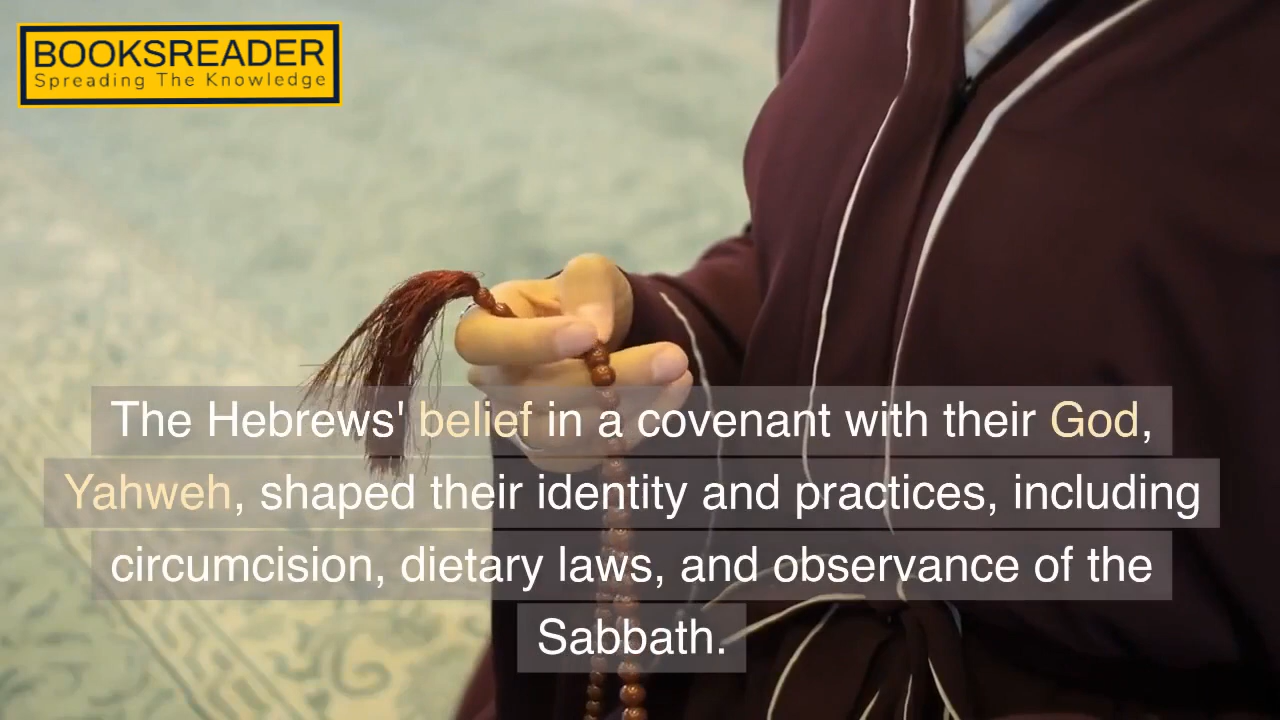 BOOKSREADER
Spreading The Knowledge
The Hebrews' belief in a covenant with their God,
Yahweh, shaped their identity and practices, including
circumcision, dietary laws, and observance of the
Sabbath.